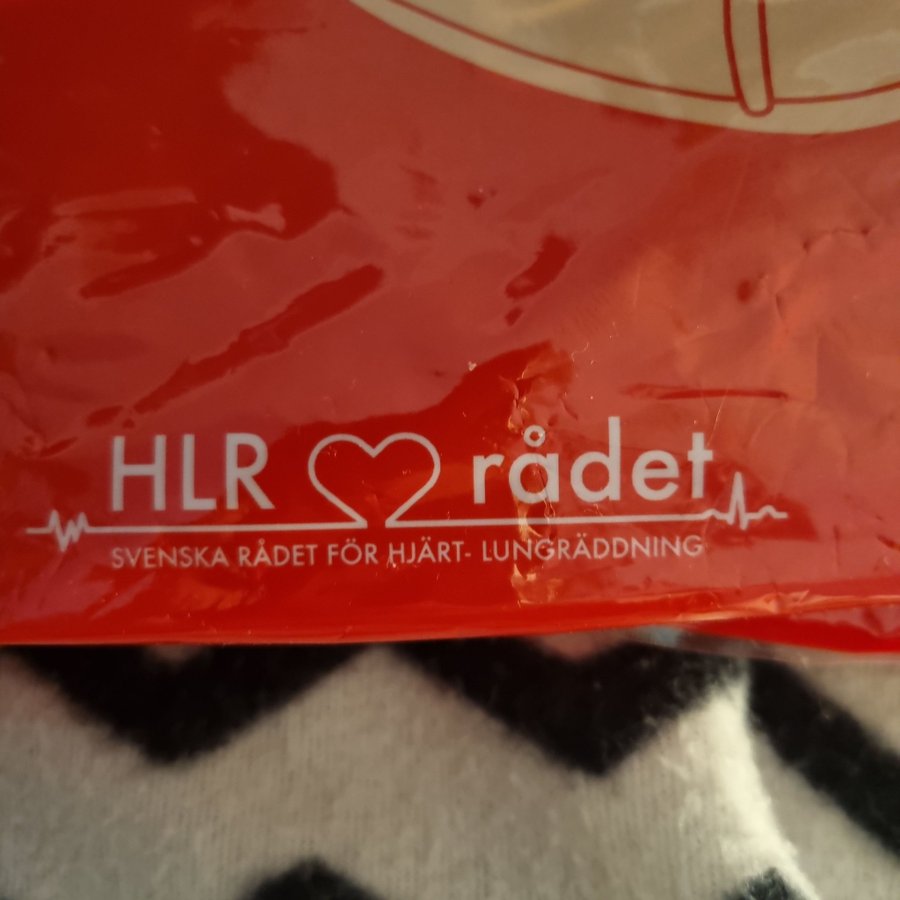 HLR rådet
SVENSKA RÅDET FÖR HJÄRT- LUNGRÄDDNING